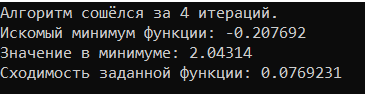 Алгоритм сошёлся за 4 итераций.
Искомый минимум функции: -0.207692
Значение в минимуме: 2.04314
Сходимость заданной функции: 0.0769231